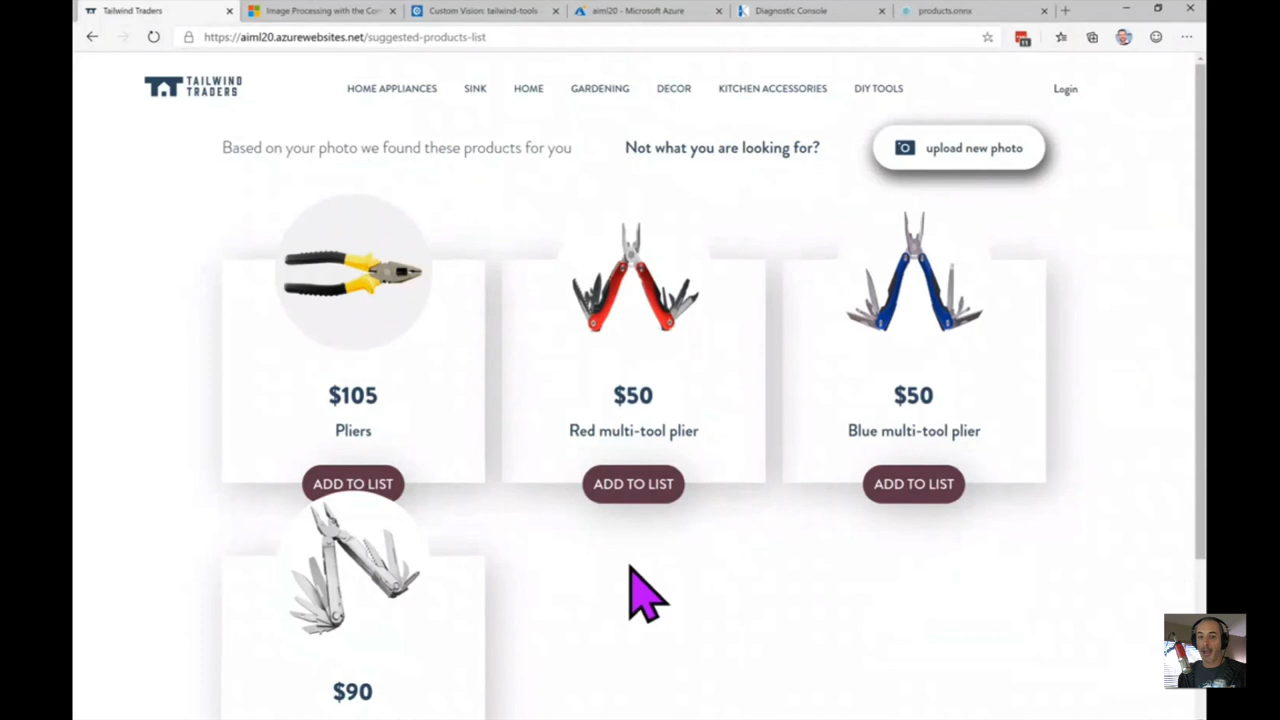 Tailwind Traders
Image Processing with the Con
Custom Vision: tailwind-tools
aiml20 - Microsoft Azure
Diagnostic Console
products.onnx
https://aiml20.azurewebsites.net/suggested-products-list
11
TAILWIND
TRADERS
HOME APPLIANCES SINK HOME GARDENING DECOR KITCHEN ACCESSORIES DIY TOOLS Login
Based on your photo we found these products for you Not what you are looking for? upload new photo
$105 $50 $50
Pliers Red multi-tool plier Blue multi-tool plier
ADD TO LIST ADD TO LIST ADD TO LIST
$90